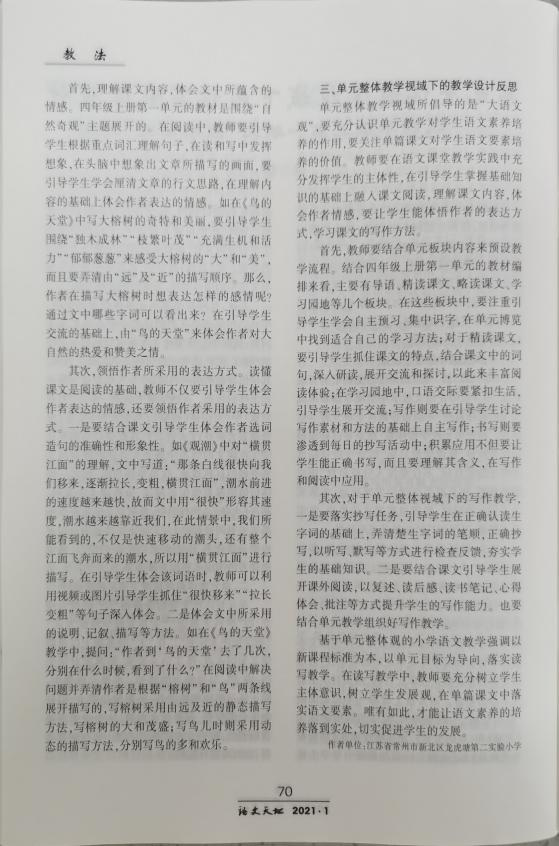 教 法
首先,理解课文内容,体会文中所蕴含的
情感。四年级上册第一单元的教材是围绕“自
然奇观”主题展开的。在阅读中,教师要引导
学生根据重点词汇理解句子,在读和写中发挥
想象,在头脑中想象出文章所描写的画面,要
引导学生学会厘清文章的行文思路,在理解内
容的基础上体会作者表达的情感。如在《鸟的
天堂》中写大榕树的奇特和美丽,要引导学生
围绕“独木成林”“枝繁叶茂”“充满生机和活
力”“郁郁葱葱”来感受大榕树的“大”和“美”,
而且要弄清由“远”及“近”的描写顺序。那么,
作者在描写大榕树时想表达怎样的感情呢?
通过文中哪些字词可以看出来? 在引导学生
交流的基础上,由“鸟的天堂”来体会作者对大
自然的热爱和赞美之情。
其次,领悟作者所采用的表达方式。读懂
课文是阅读的基础,教师不仅要引导学生体会
作者表达的情感,还要领悟作者采用的表达方
式。一是要结合课文引导学生体会作者选词
造句的准确性和形象性。如《观潮》中对“横贯
江面”的理解,文中写道:“那条白线很快向我
们移来,逐渐拉长,变粗,横贯江面”,潮水前进
的速度越来越快,故而文中用“很快”形容其速
度,潮水越来越靠近我们,在此情景中,我们所
能看到的,不仅是快速移动的潮头,还有整个
江面飞奔而来的潮水,所以用“横贯江面”进行
描写。在引导学生体会该词语时,教师可以利
用视频或图片引导学生抓住“很快移来”“拉长
变粗”等句子深入体会。二是体会文中所采用
的说明、记叙、描写等方法。如在《鸟的天堂》
教学中,提问:“作者到‘鸟的天堂’去了几次,
分别在什么时候,看到了什么?”在阅读中解决
问题并弄清作者是根据“榕树”和“鸟”两条线
展开描写的,写榕树采用由远及近的静态描写
方法,写榕树的大和茂盛;写鸟儿时则采用动
态的描写方法,分别写鸟的多和欢乐。
三、单元整体教学视域下的教学设计反思
单元整体教学视域所倡导的是“大语文
观”,要充分认识单元教学对学生语文素养培
养的作用,要关注单篇课文对学生语文要素培
养的价值。教师要在语文课堂教学实践中充
分发挥学生的主体性,在引导学生掌握基础知
识的基础上融入课文阅读,理解课文内容,体
会作者情感,要让学生能体悟作者的表达方
式,学习课文的写作方法。
首先,教师要结合单元板块内容来预设教
学流程。结合四年级上册第一单元的教材编
排来看,主要有导语、精读课文、略读课文、学
习园地等几个板块。在这些板块中,要注重引
导学生学会自主预习、集中识字,在单元博览
中找到适合自己的学习方法;对于精读课文,
要引导学生抓住课文的特点,结合课文中的词
句,深入研读,展开交流和探讨,以此来丰富阅
读体验;在学习园地中,口语交际要紧扣生活,
引导学生展开交流;写作则要在引导学生讨论
写作素材和方法的基础上自主写作;书写则要
渗透到每日的抄写活动中;积累应用不但要让
学生能正确书写,而且要理解其含义,在写作
和阅读中应用。
其次,对于单元整体视域下的写作教学,
一是要落实抄写任务,引导学生在正确认读生
字词的基础上,弄清楚生字词的笔顺,正确抄
写,以听写、默写等方式进行检查反馈,夯实学
生的基础知识。二是要结合课文引导学生展
开课外阅读,以复述、读后感、读书笔记、心得
体会、批注等方式提升学生的写作能力。也要
结合单元教学组织好写作教学。
基于单元整体观的小学语文教学强调以
新课程标准为本,以单元目标为导向,落实读
写教学。在读写教学中,教师要充分树立学生
主体意识,树立学生发展观,在单篇课文中落
实语文要素。唯有如此,才能让语文素养的培
养落到实处,切实促进学生的发展。
作者单位:江苏省常州市新北区龙虎塘第二实验小学
70
语文天地 2021·1